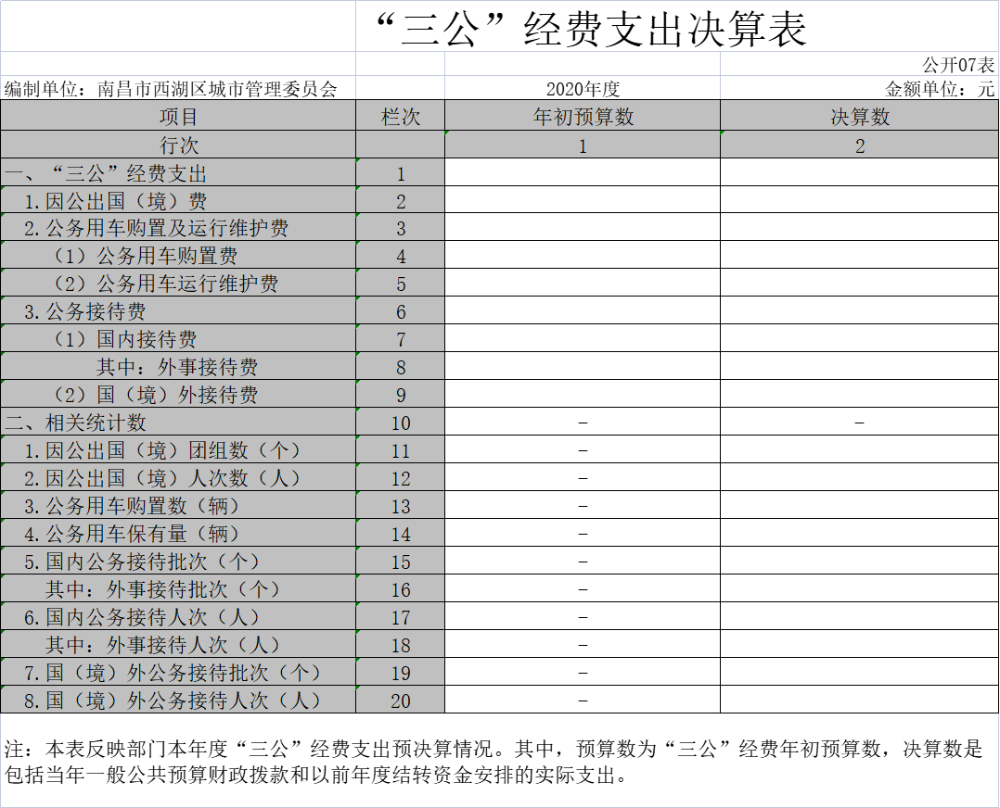 “三公”经费支出决算表
公开07表
编制单位：南昌市西湖区城市管理委员会 2020年度 金额单位：元
项目 栏次 年初预算数 决算数
行次 1 2
一、“三公”经费支出 1
1.因公出国（境）费 2
2.公务用车购置及运行维护费 3
（1）公务用车购置费 4
（2）公务用车运行维护费 5
3.公务接待费 6
（1）国内接待费 7
其中：外事接待费 8
（2）国（境）外接待费 9
二、相关统计数 10 － －
1.因公出国（境）团组数（个） 11 －
2.因公出国（境）人次数（人） 12 －
3.公务用车购置数（辆） 13 －
4.公务用车保有量（辆） 14 －
5.国内公务接待批次（个） 15 －
其中：外事接待批次（个） 16 －
6.国内公务接待人次（人） 17 －
其中：外事接待人次（人） 18 －
7.国（境）外公务接待批次（个） 19 －
8.国（境）外公务接待人次（人） 20 －
注：本表反映部门本年度“三公”经费支出预决算情况。其中，预算数为“三公”经费年初预算数，决算数是
包括当年一般公共预算财政拨款和以前年度结转资金安排的实际支出。